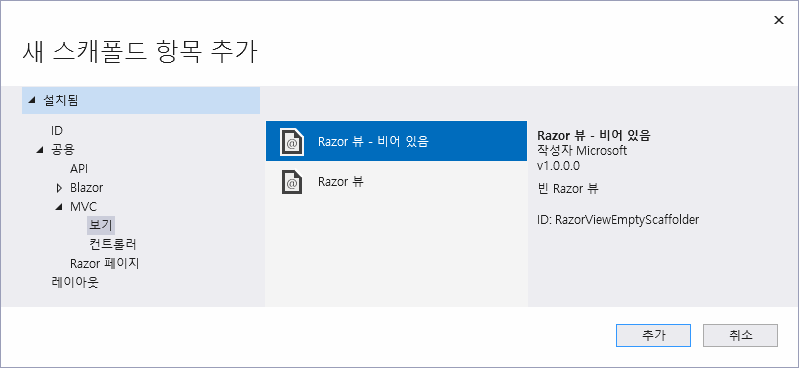 새 스캐폴드 항목 추가
설치됨
ID
공용
API
Blazor
MVC
보기
컨트롤러
Razor 페이지
레이아웃
Razor 뷰 - 비어 있음
Razor 뷰
Razor 뷰 - 비어 있음
작성자 Microsoft
v1.0.0.0
빈 Razor 뷰
ID: RazorViewEmptyScaffolder
추가
취소